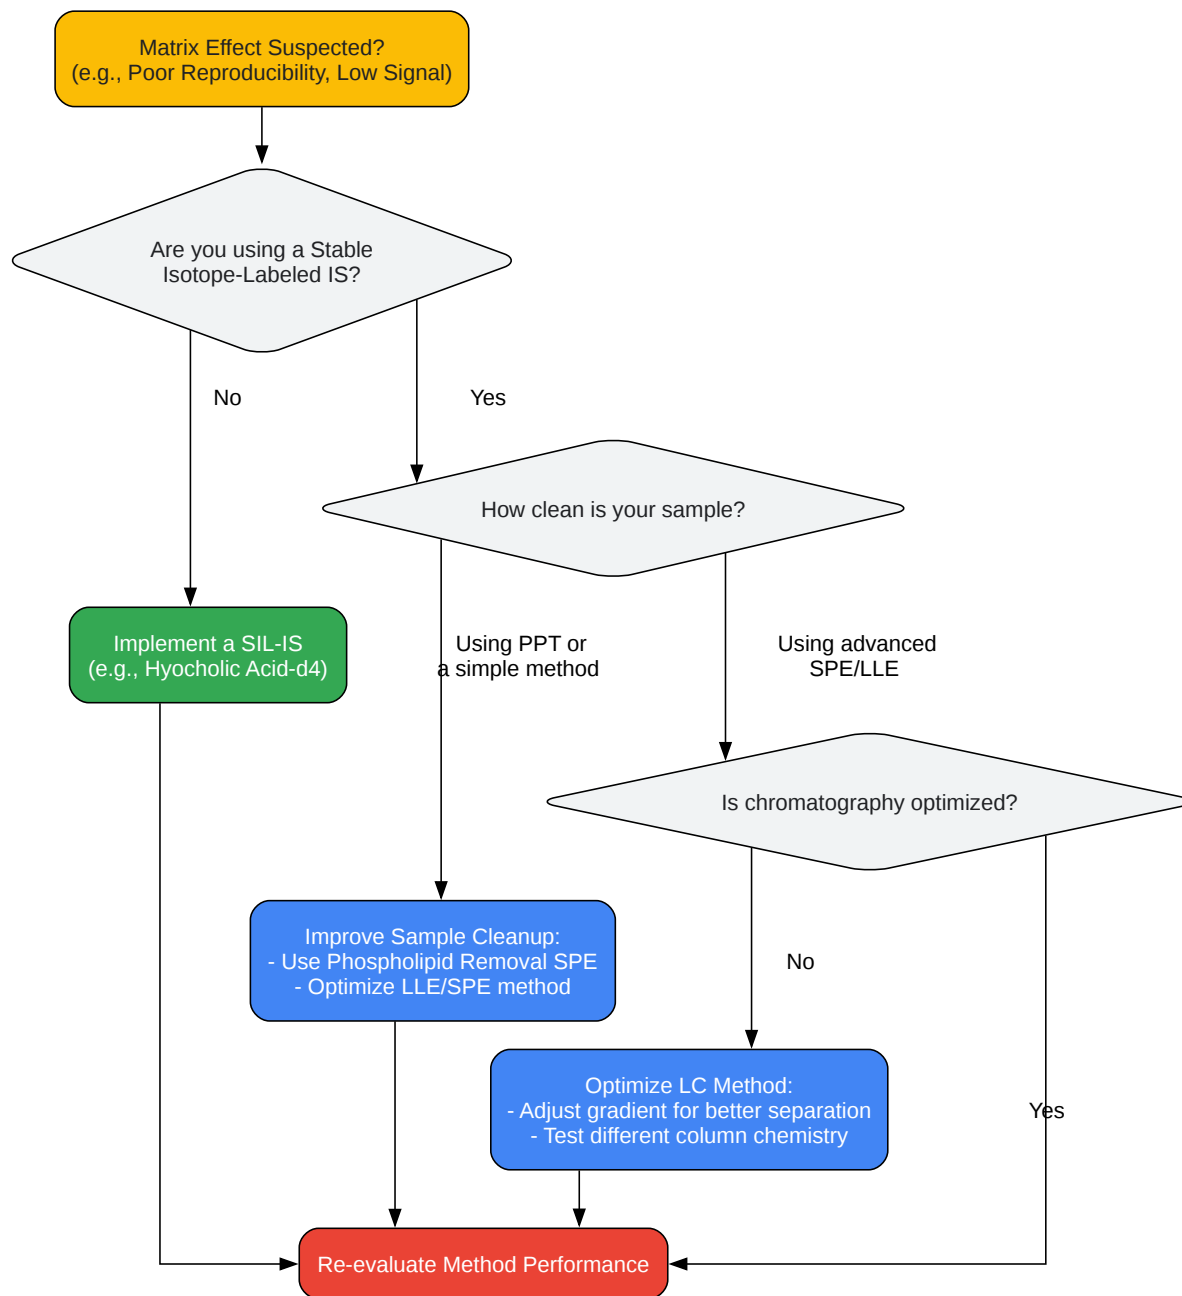 Matrix Effect Suspected?
(e.g., Poor Reproducibility, Low Signal)
Are you using a Stable
Isotope-Labeled IS?
No
Yes
How clean is your sample?
Implement a SIL-IS
(e.g., Hyocholic Acid-d4)
Using PPT or
a simple method
Using advanced
SPE/LLE
Is chromatography optimized?
Improve Sample Cleanup:
- Use Phospholipid Removal SPE
- Optimize LLE/SPE method
No
Optimize LC Method:
- Adjust gradient for better separation
- Test different column chemistry
Yes
Re-evaluate Method Performance